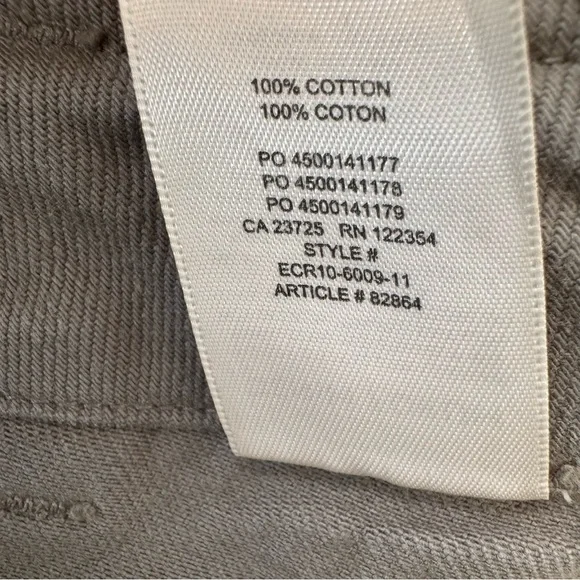 100% COTTON
100% COTON
PO 4500141177
PO 4500141178
PO 4500141179
CA 23725 RN 122354
STYLE #
ECR10-6009-11
ARTICLE # 82864